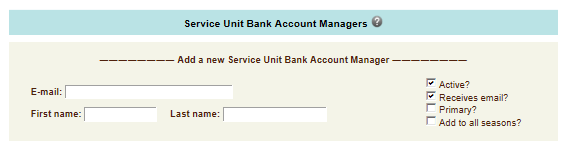 Service Unit Bank Account Managers ?
———————— Add a new Service Unit Bank Account Manager ————————
E-mail:
First name: Last name:
Active?
Receives email?
Primary?
Add to all seasons?